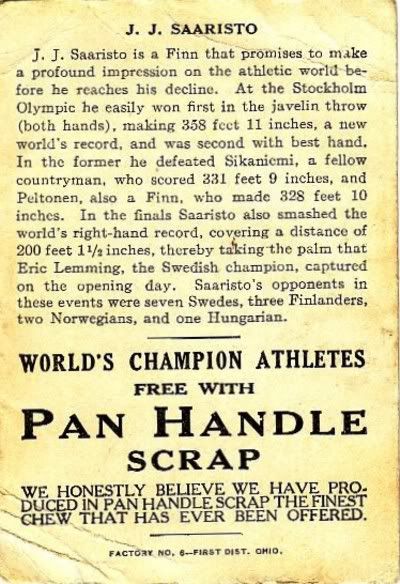 J. J. SAARISTO
J. J. Saaristo is a Finn that promises to make
a profound impression on the athletic world be-
fore he reaches his decline. At the Stockholm
Olympic he easily won first in the javelin throw
(both hands), making 358 feet 11 inches, a new
world's record, and was second with best hand.
In the former he defeated Sikaniemi, a fellow
countryman, who scored 331 feet 9 inches, and
Peltonen, also a Finn, who made 328 feet 10
inches. In the finals Saaristo also smashed the
world's right-hand record, covering a distance of
200 feet 1½ inches, thereby taking the palm that
Eric Lemming, the Swedish champion, captured
on the opening day. Saaristo's opponents in
these events were seven Swedes, three Finlanders,
two Norwegians, and one Hungarian.
WORLD'S CHAMPION ATHLETES
FREE WITH
PAN HANDLE
SCRAP
WE HONESTLY BELIEVE WE HAVE PRO-
DUCED IN PAN HANDLE SCRAP THE FINEST
CHEW THAT HAS EVER BEEN OFFERED.
FACTORY NO. 6—FIRST DIST. OHIO.